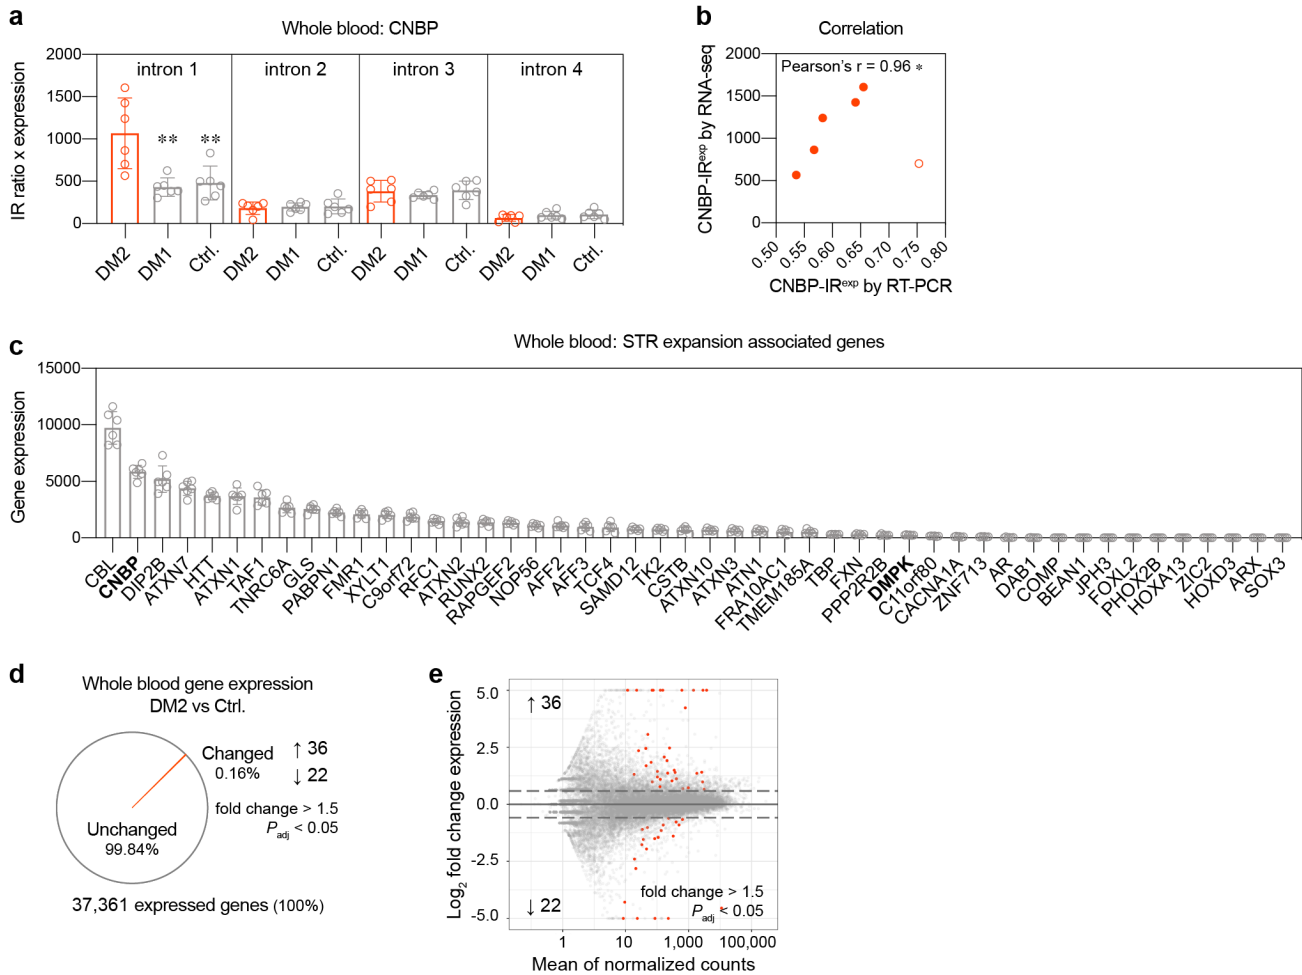 a
Whole blood: CNBP
IR ratio x expression
2000
1500
1000
500
0
intron 1
intron 2
intron 3
intron 4
**
**
DM2
DM1
Ctrl.
DM2
DM1
Ctrl.
DM2
DM1
Ctrl.
DM2
DM1
Ctrl.
b
Correlation
CNBP-IRexp by RNA-seq
2000
1500
1000
500
0
Pearson's r = 0.96 *
0.50
0.55
0.60
0.65
0.70
0.75
0.80
CNBP-IRexp by RT-PCR
c
Whole blood: STR expansion associated genes
Gene expression
15000
10000
5000
0
CBL
CNBP
DIP2B
ATXN7
HTT
ATXN1
TAF1
TNRC6A
GLS
PABPN1
FMR1
XYLT1
C9orf72
RFC1
ATXN2
RUNX2
RAPGEF2
NOP56
AFF2
AFF3
TCF4
SAMD12
TK2
CSTB
ATXN10
ATXN3
ATN1
FRA10AC1
TMEM185A
TBP
FXN
PPP2R2B
DMPK
C11orf80
CACNA1A
ZNF713
AR
DAB1
COMP
BEAN1
JPH3
FOXL2
PHOX2B
HOXA13
ZIC2
HOXD3
ARX
SOX3
d
Whole blood gene expression
DM2 vs Ctrl.
Changed
0.16%
↑ 36
↓ 22
fold change > 1.5
Padj < 0.05
Unchanged
99.84%
37,361 expressed genes (100%)
e
Log2 fold change expression
5.0
2.5
0.0
-2.5
-5.0
↑ 36
↓ 22
fold change > 1.5
Padj < 0.05
1
10
1,000
100,000
Mean of normalized counts